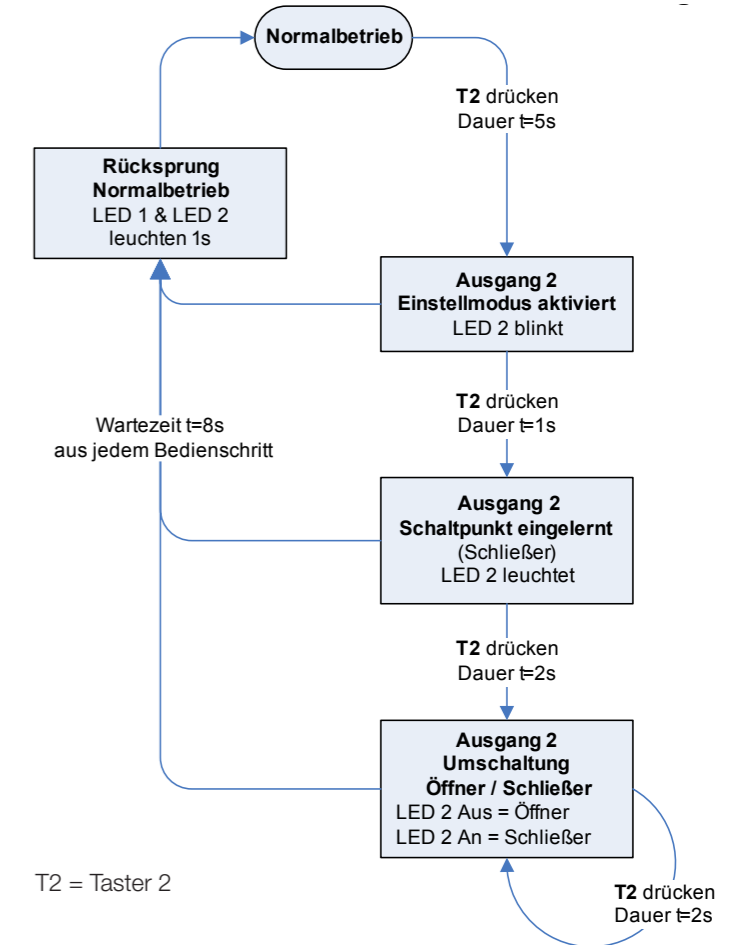 Normalbetrieb
T2 drücken
Dauer t=5s
Rücksprung
Normalbetrieb
LED 1 & LED 2
leuchten 1s
Ausgang 2
Einstellmodus aktiviert
LED 2 blinkt
T2 drücken
Dauer t=1s
Wartezeit t=8s
aus jedem Bedienschritt
Ausgang 2
Schaltpunkt eingelernt
(Schließer)
LED 2 leuchtet
T2 drücken
Dauer t=2s
Ausgang 2
Umschaltung
Öffner / Schließer
LED 2 Aus = Öffner
LED 2 An = Schließer
T2 = Taster 2
T2 drücken
Dauer t=2s